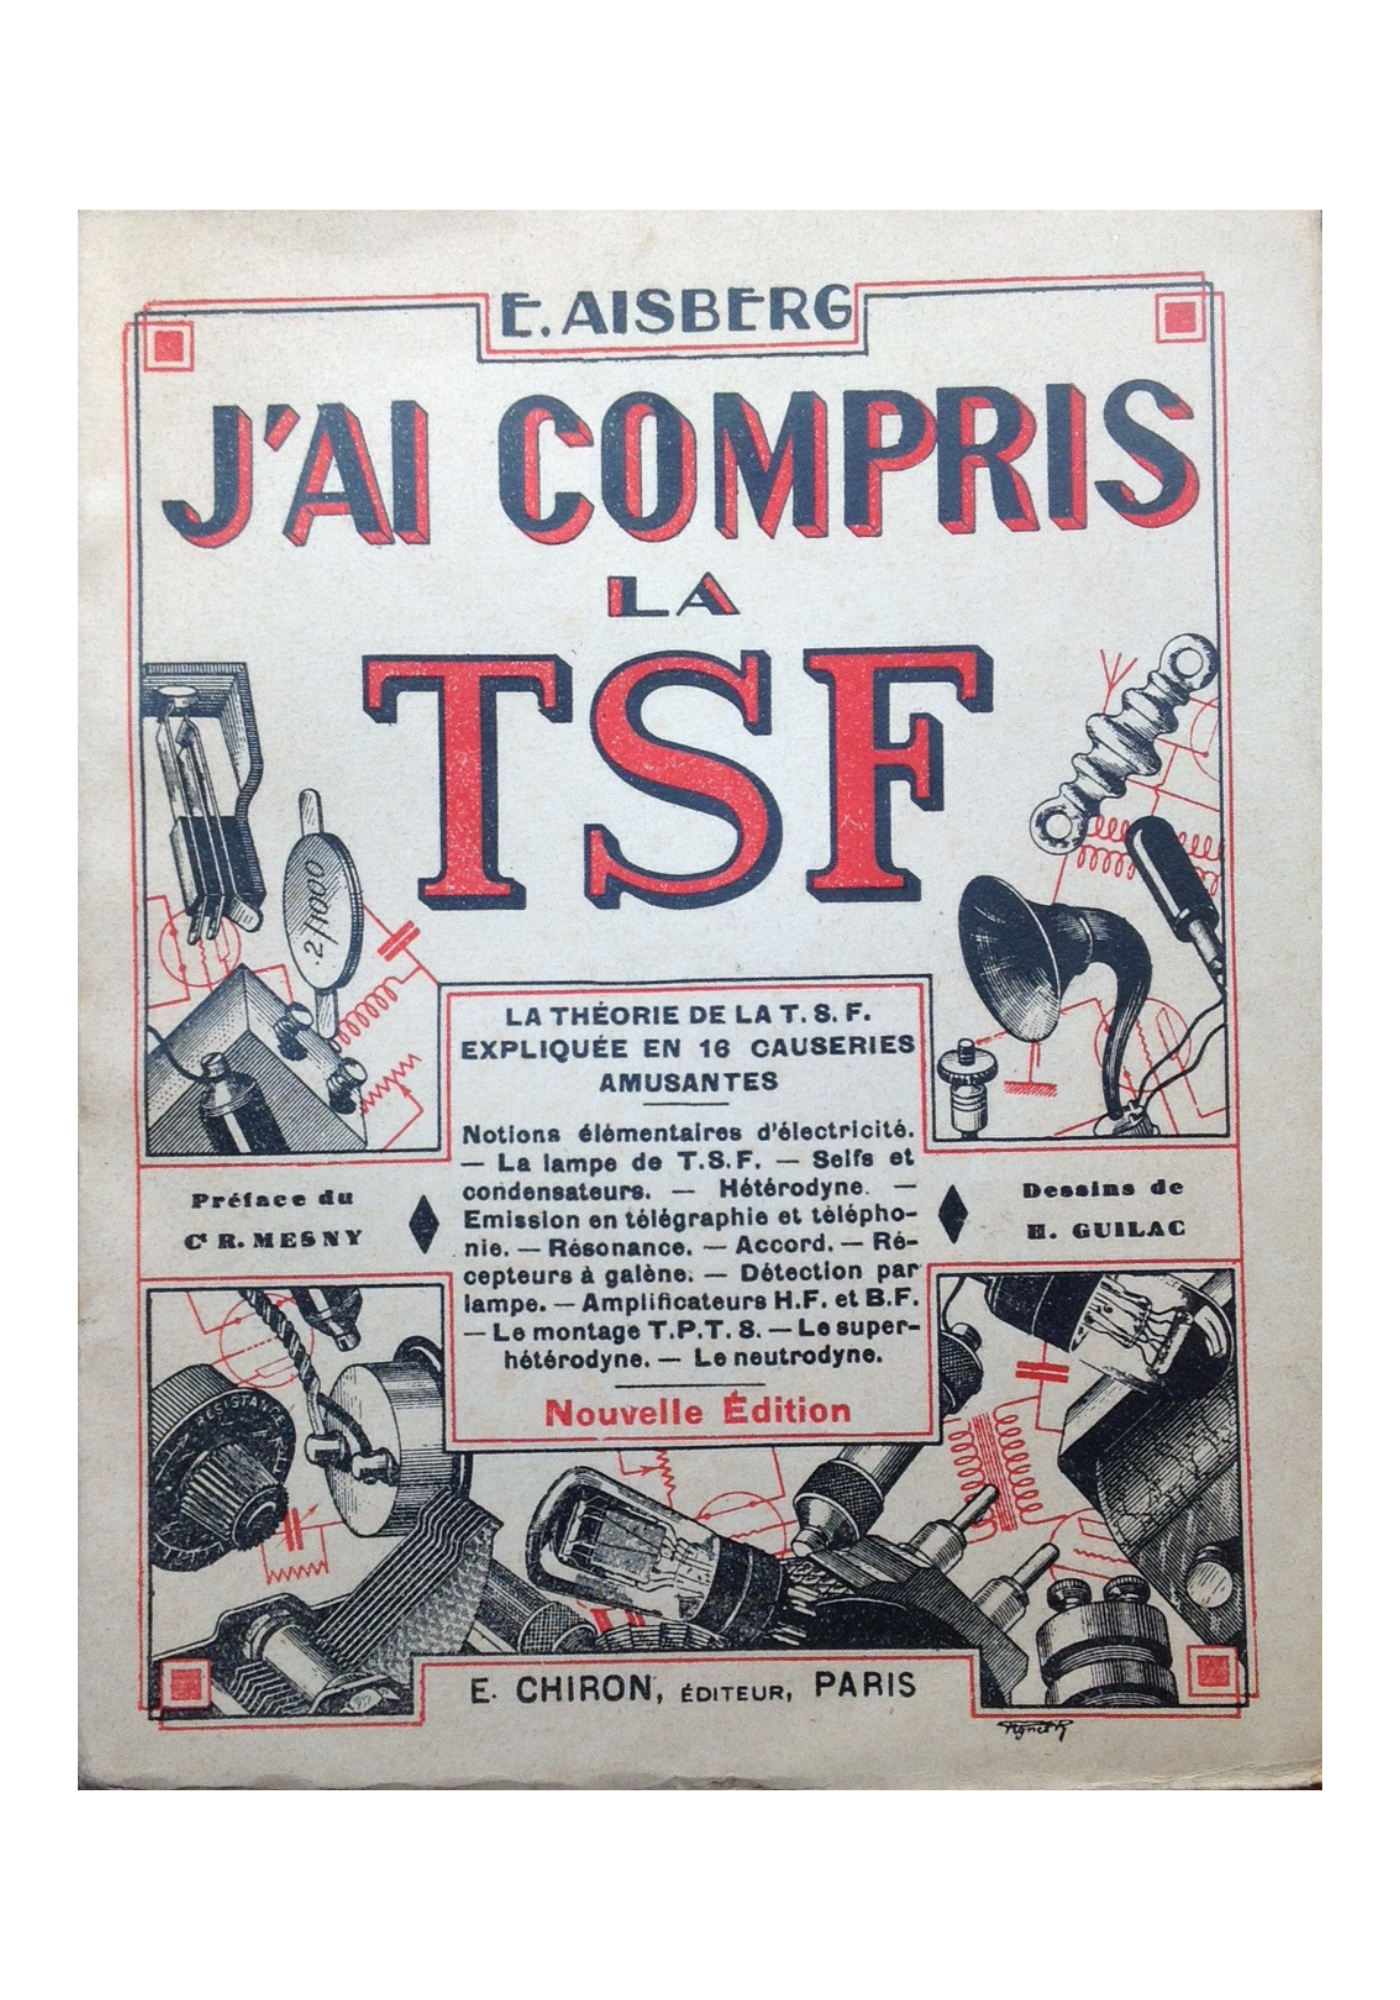 E. AISBERG
J'AI COMPRIS
LA
TSF
2/1000
LA THÉORIE DE LA T. S. F.
EXPLIQUÉE EN 16 CAUSERIES
AMUSANTES
Notions élémentaires d'électricité.
— La lampe de T.S.F. — Selfs et
condensateurs. — Hétérodyne. —
Emission en télégraphie et télépho-
nie. — Résonance. — Accord. — Ré-
cepteurs à galène. — Détection par
lampe. — Amplificateurs H.F. et B.F.
— Le montage T.P.T. 8. — Le super-
hétérodyne. — Le neutrodyne.
Nouvelle Édition
Préface du
Ct R. MESNY
Dessins de
H. GUILAC
RÉSISTANCE
E. CHIRON, ÉDITEUR, PARIS